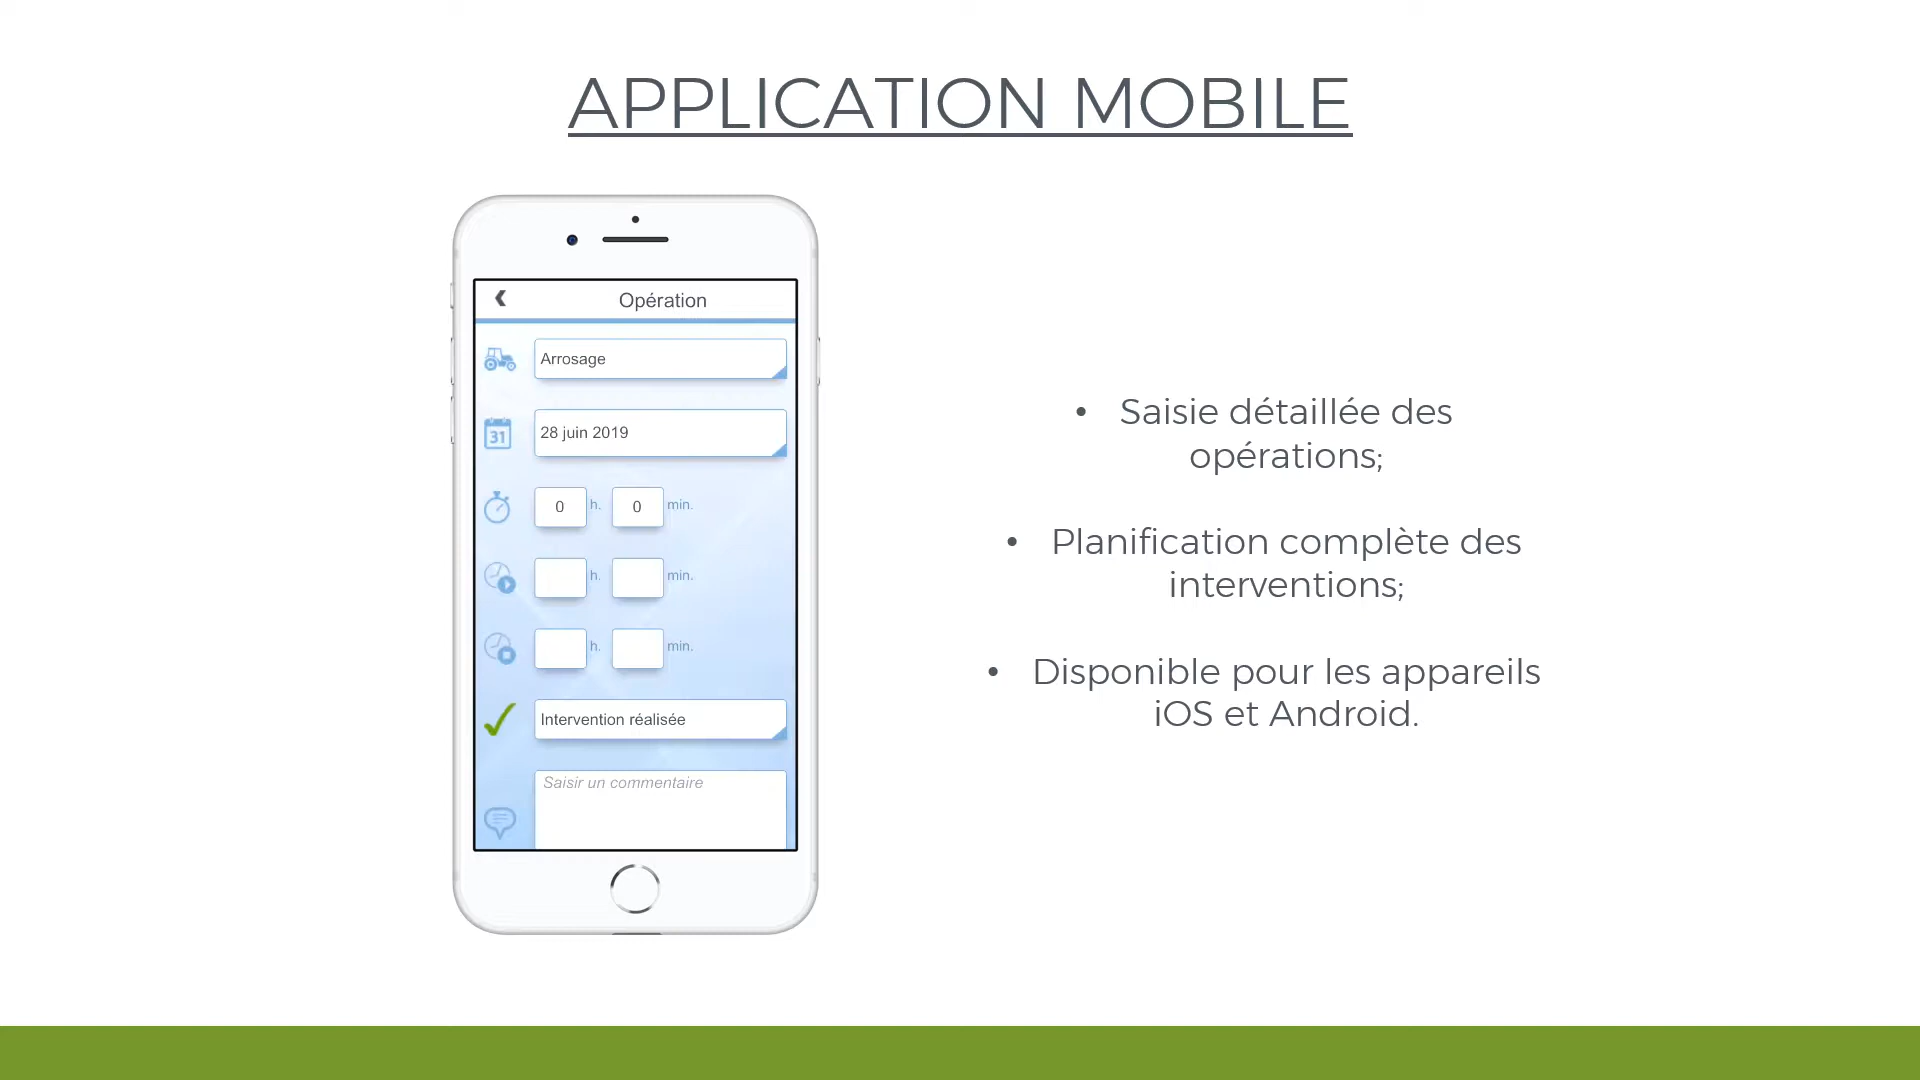 APPLICATION MOBILE
Opération
Arrosage
31
28 juin 2019
0 h. 0 min.
h. min.
h. min.
Intervention réalisée
Saisir un commentaire
• Saisie détaillée des
opérations;
• Planification complète des
interventions;
• Disponible pour les appareils
iOS et Android.